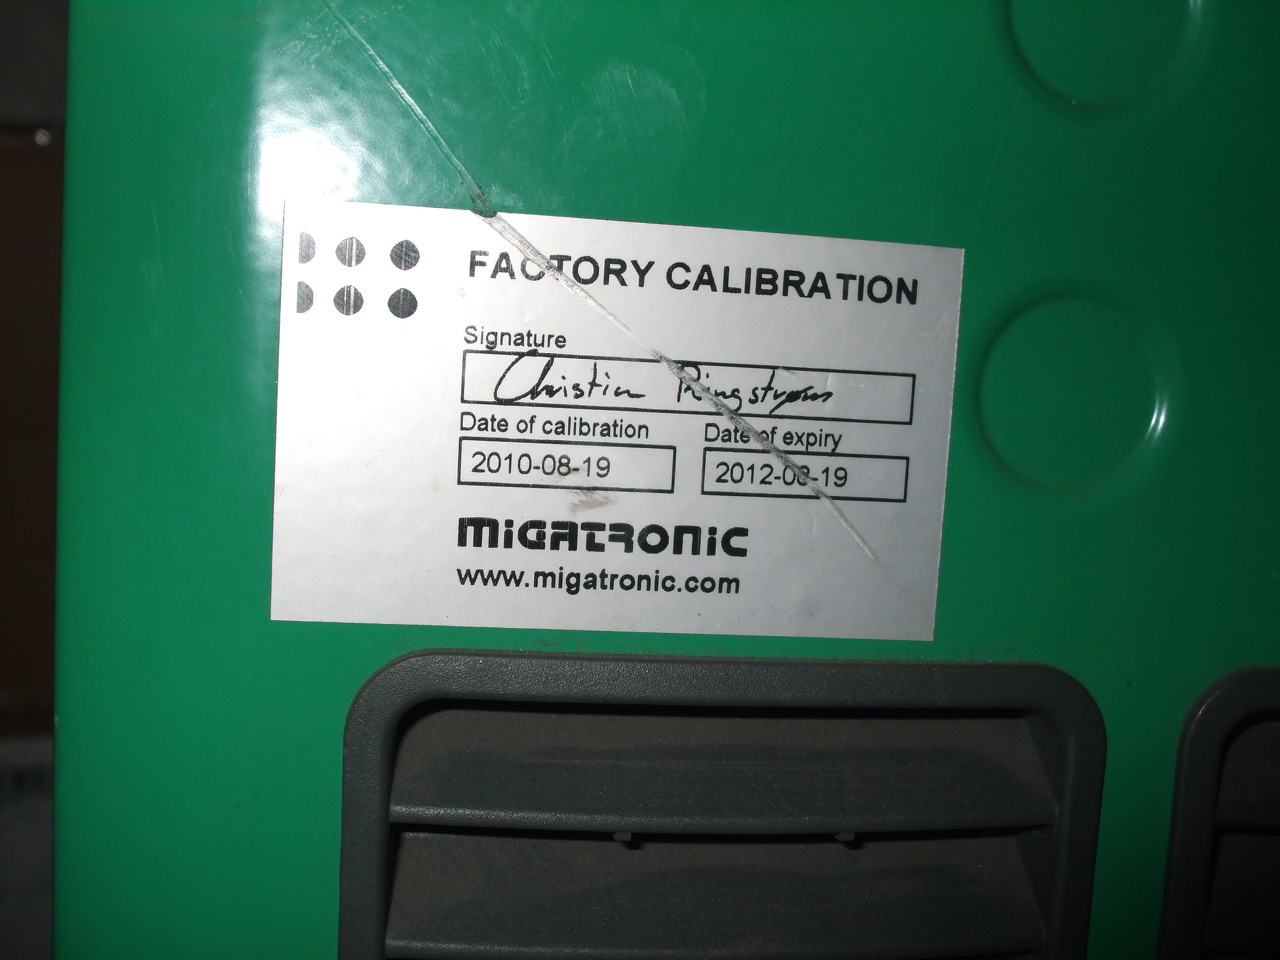 FACTORY CALIBRATION
Signature
Christian Ringstrøm
Date of calibration
Date of expiry
2010-08-19
2012-08-19
MIGATRONIC
www.migatronic.com